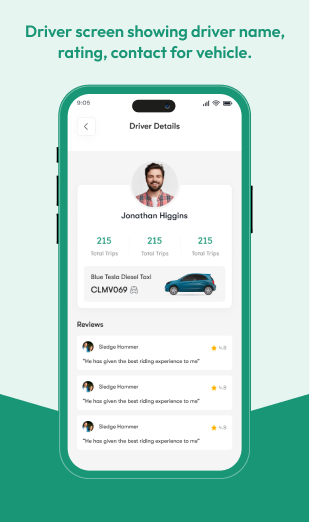 Driver screen showing driver name,
rating, contact for vehicle.
9:05
Driver Details
Jonathan Higgins
215 215 215
Total Trips Total Trips Total Trips
Blue Tesla Diesel Taxi
CLMV069
Reviews
Sledge Hammer 4.8
"He has given the best riding experience to me"
Sledge Hammer 4.8
"He has given the best riding experience to me"
Sledge Hammer 4.8
"He has given the best riding experience to me"